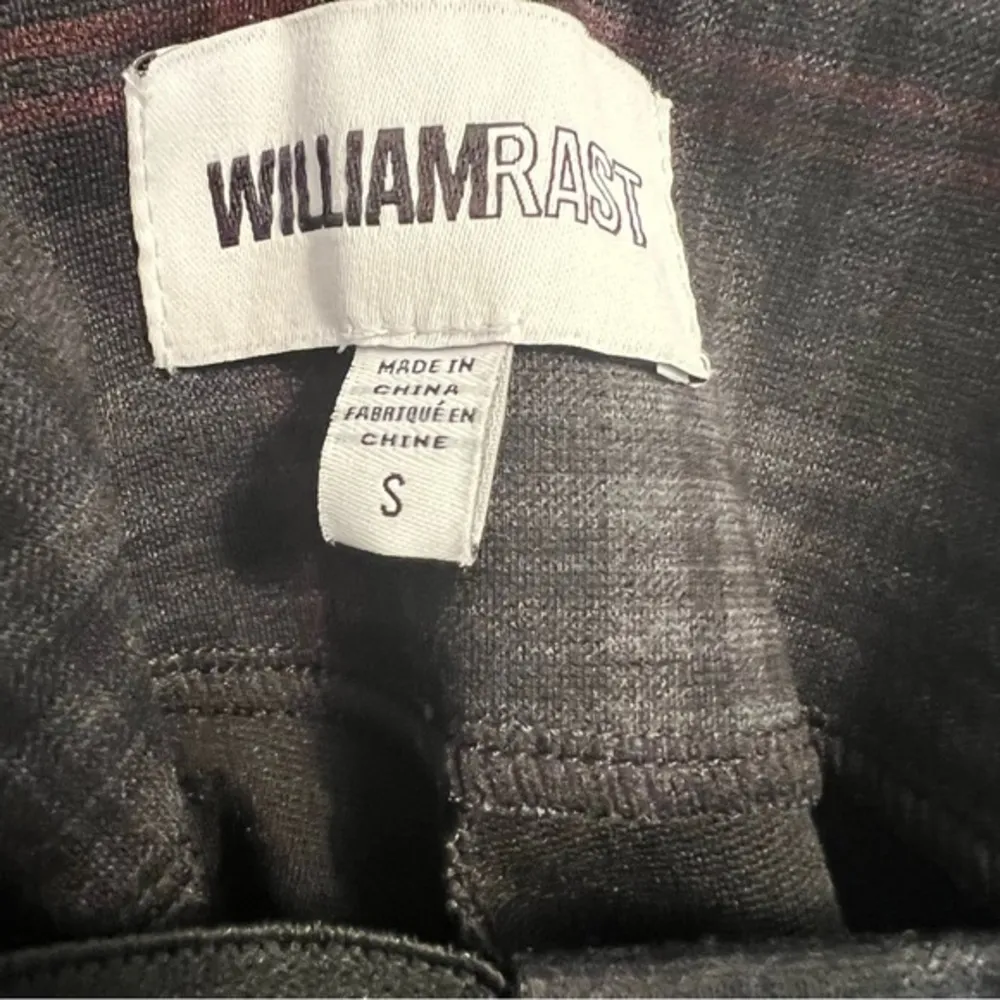 WILLIAMRAST
MADE IN
CHINA
FABRIQUÉ EN
CHINE
S